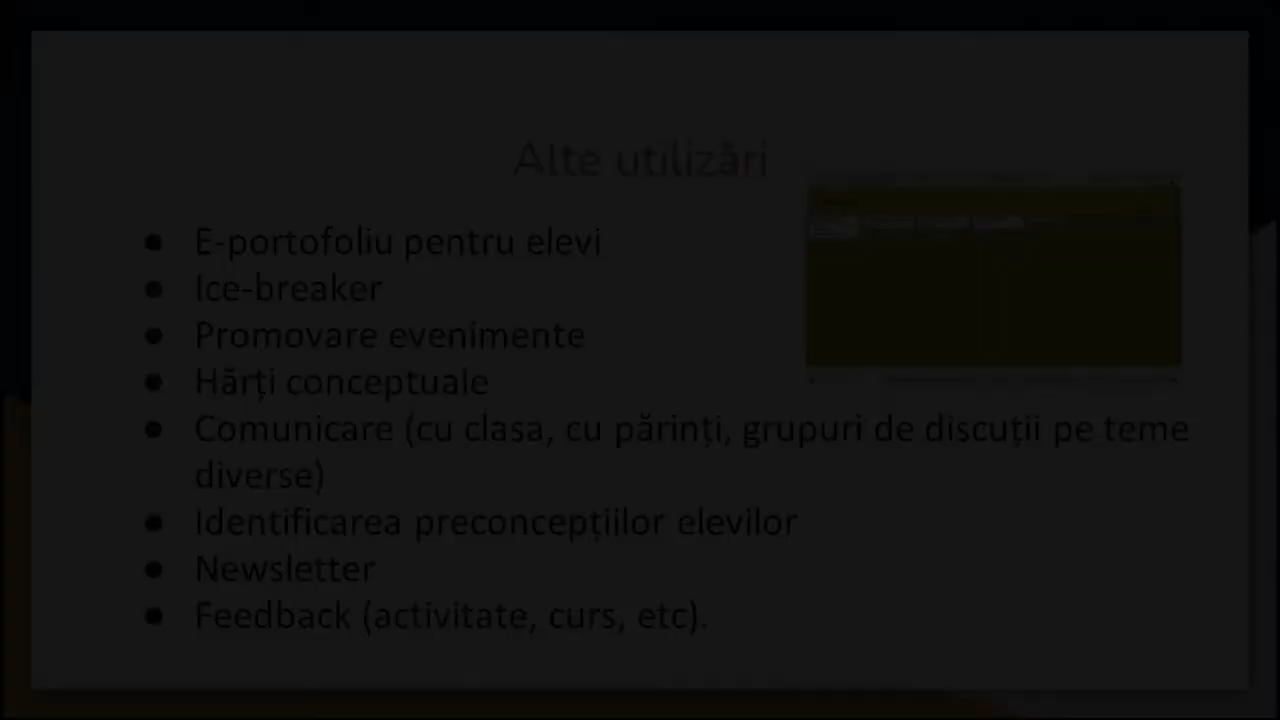 Alte utilizări
● E-portofoliu pentru elevi
● Ice-breaker
● Promovare evenimente
● Hărți conceptuale
● Comunicare (cu clasa, cu părinți, grupuri de discuții pe teme
diverse)
● Identificarea preconcepțiilor elevilor
● Newsletter
● Feedback (activitate, curs, etc).